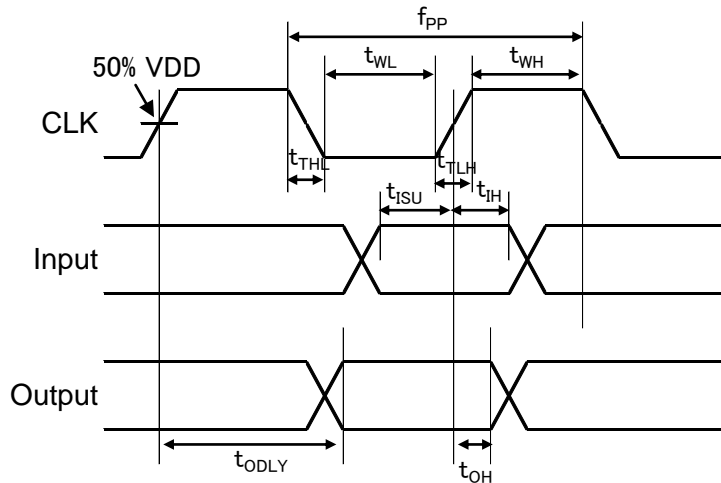 fPP
tWL
tWH
50% VDD
CLK
tTHL
tTLH
tISU
tIH
Input
Output
tODLY
tOH